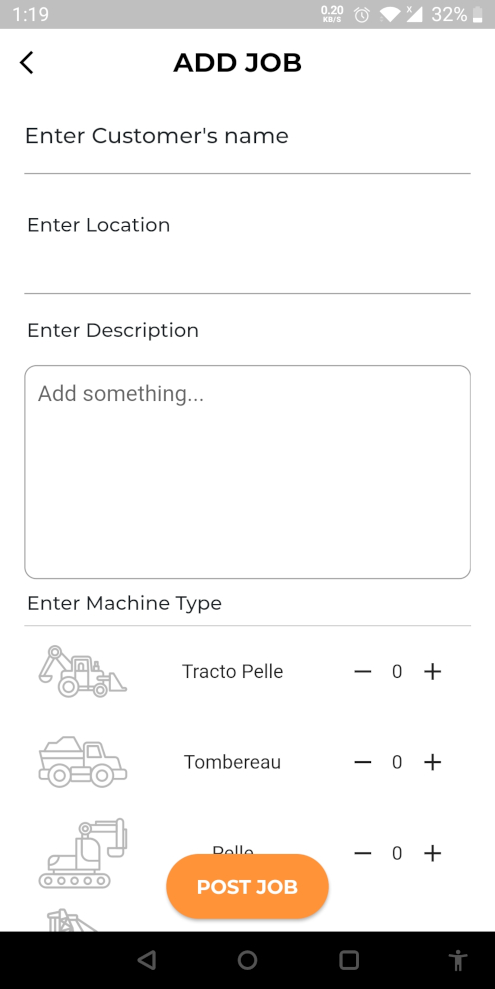 1:19 0.20 KB/S 32%
ADD JOB
Enter Customer's name
Enter Location
Enter Description
Add something...
Enter Machine Type
Tracto Pelle 0
Tombereau 0
Pelle 0
POST JOB